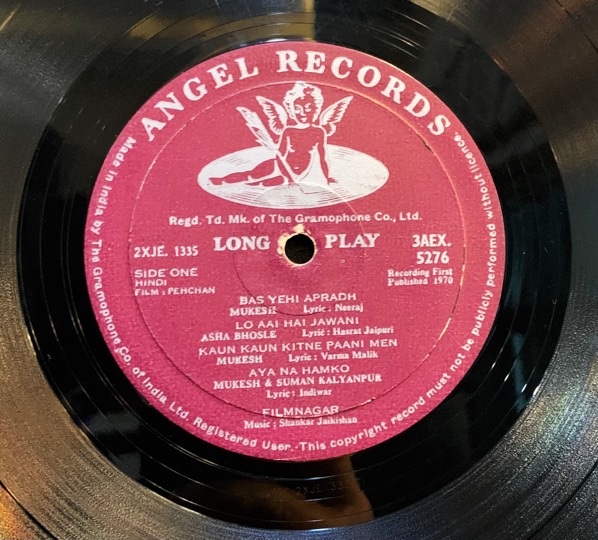 ANGEL RECORDS
Regd. Td. Mk. of The Gramophone Co., Ltd.
2XJE. 1335
LONG PLAY
3AEX.
5276
SIDE ONE
HINDI
FILM : PEHCHAN
Recording First
Published 1970
BAS YEHI APRADH
MUKESH Lyric : Neeraj
LO AAI HAI JAWANI
ASHA BHOSLE Lyric : Hasrat Jaipuri
KAUN KAUN KITNE PAANI MEN
MUKESH Lyric : Varma Malik
AYA NA HAMKO
MUKESH & SUMAN KALYANPUR
Lyric : Indiwar
FILMNAGAR
Music : Shankar Jaikishan
Made in India by The Gramophone Co. of India Ltd. Registered User.-This copyright record must not be publicly performed without licence.